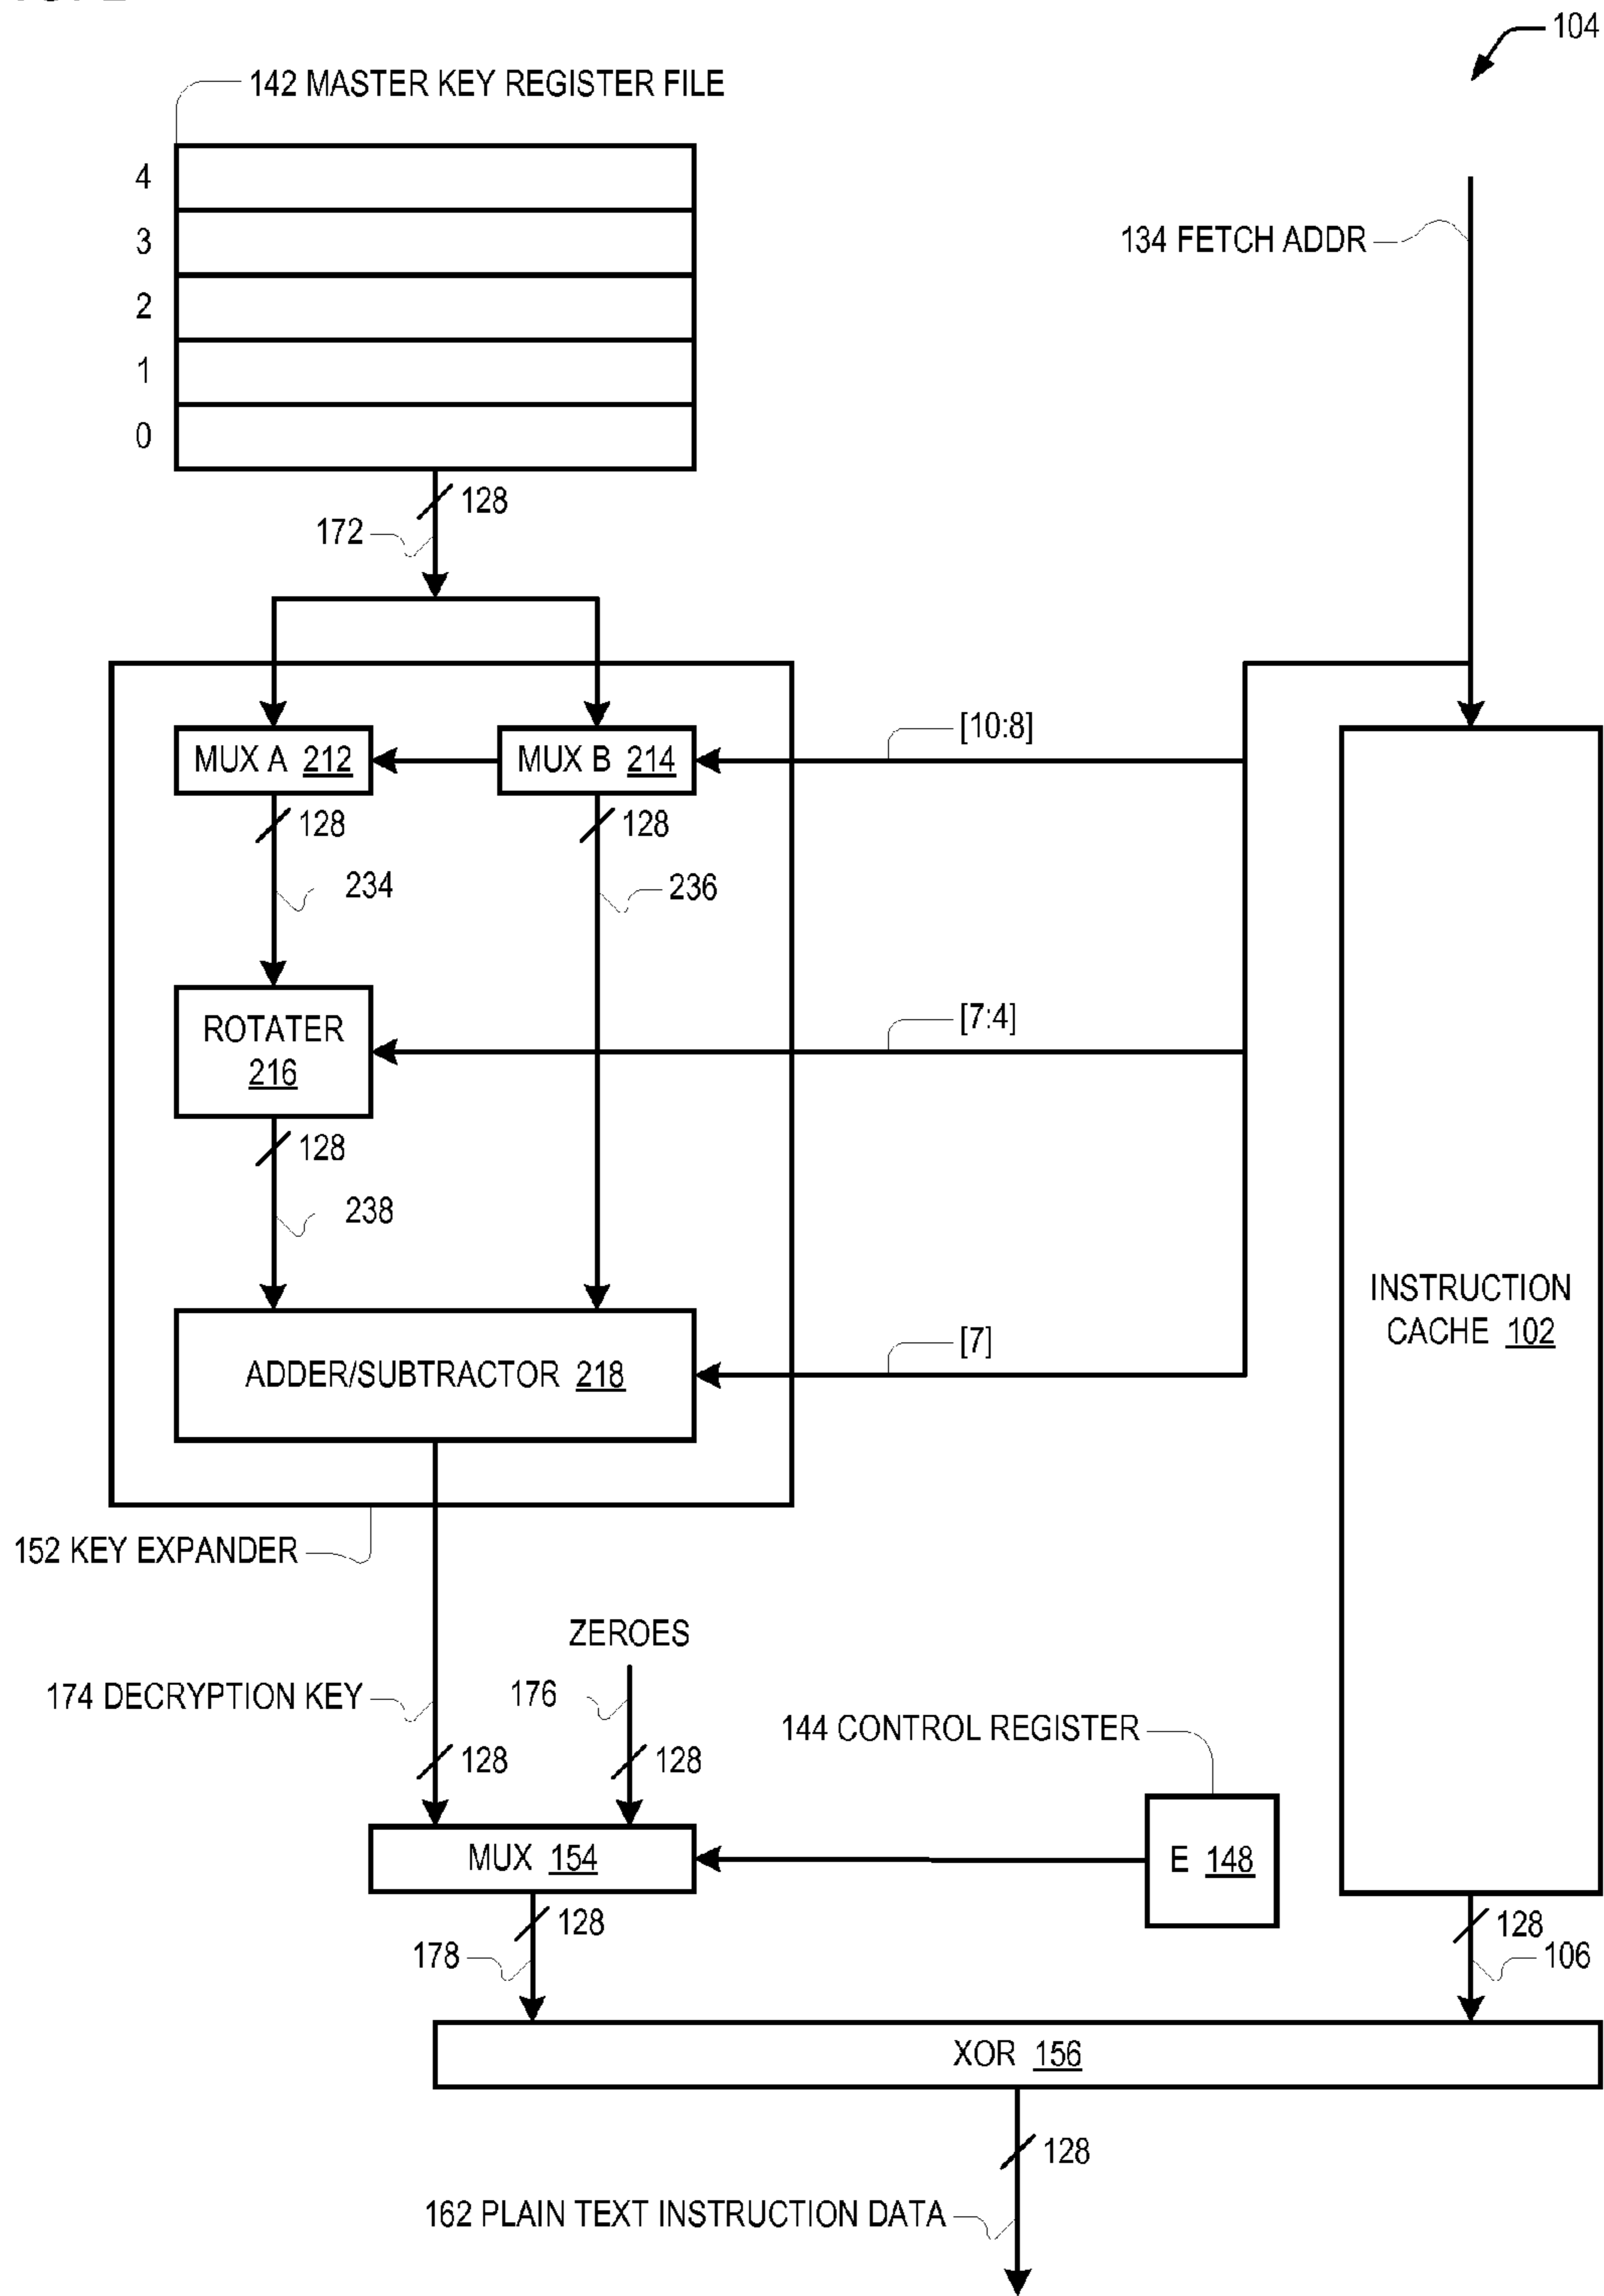 104
142 MASTER KEY REGISTER FILE
4
3
134 FETCH ADDR
2
1
0
128
172
[10:8]
MUX A 212
MUX B 214
128
128
234
236
[7:4]
ROTATER
216
128
238
INSTRUCTION
CACHE 102
[7]
ADDER/SUBTRACTOR 218
152 KEY EXPANDER
ZEROES
174 DECRYPTION KEY
176
144 CONTROL REGISTER
128
128
MUX 154
E 148
128
178
128
106
XOR 156
128
162 PLAIN TEXT INSTRUCTION DATA